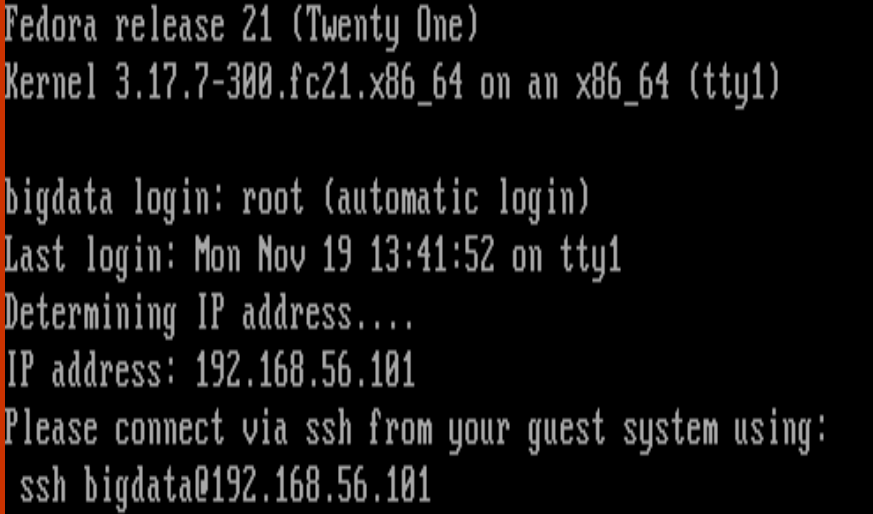 Fedora release 21 (Twenty One)
Kernel 3.17.7-300.fc21.x86_64 on an x86_64 (tty1)
bigdata login: root (automatic login)
Last login: Mon Nov 19 13:41:52 on tty1
Determining IP address....
IP address: 192.168.56.101
Please connect via ssh from your guest system using:
ssh bigdata@192.168.56.101